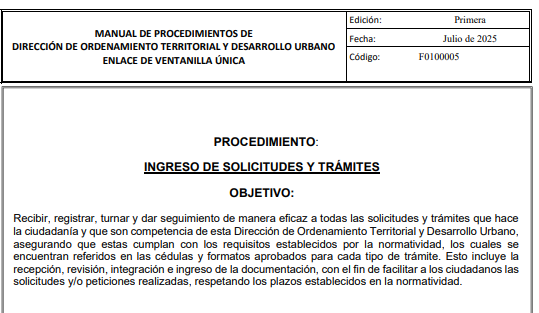 MANUAL DE PROCEDIMIENTOS DE
DIRECCIÓN DE ORDENAMIENTO TERRITORIAL Y DESARROLLO URBANO
ENLACE DE VENTANILLA ÚNICA
Edición: Primera
Fecha: Julio de 2025
Código: F0100005
PROCEDIMIENTO:
INGRESO DE SOLICITUDES Y TRÁMITES
OBJETIVO:
Recibir, registrar, turnar y dar seguimiento de manera eficaz a todas las solicitudes y trámites que hace
la ciudadanía y que son competencia de esta Dirección de Ordenamiento Territorial y Desarrollo Urbano,
asegurando que estas cumplan con los requisitos establecidos por la normatividad, los cuales se
encuentran referidos en las cédulas y formatos aprobados para cada tipo de trámite. Esto incluye la
recepción, revisión, integración e ingreso de la documentación, con el fin de facilitar a los ciudadanos las
solicitudes y/o peticiones realizadas, respetando los plazos establecidos en la normatividad.